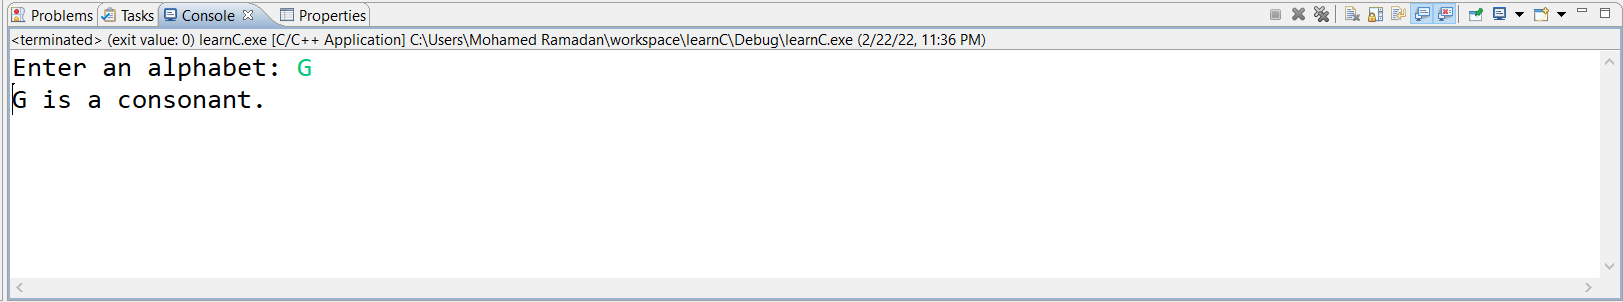 Problems Tasks Console Properties
<terminated> (exit value: 0) learnC.exe [C/C++ Application] C:\Users\Mohamed Ramadan\workspace\learnC\Debug\learnC.exe (2/22/22, 11:36 PM)
Enter an alphabet: G
G is a consonant.